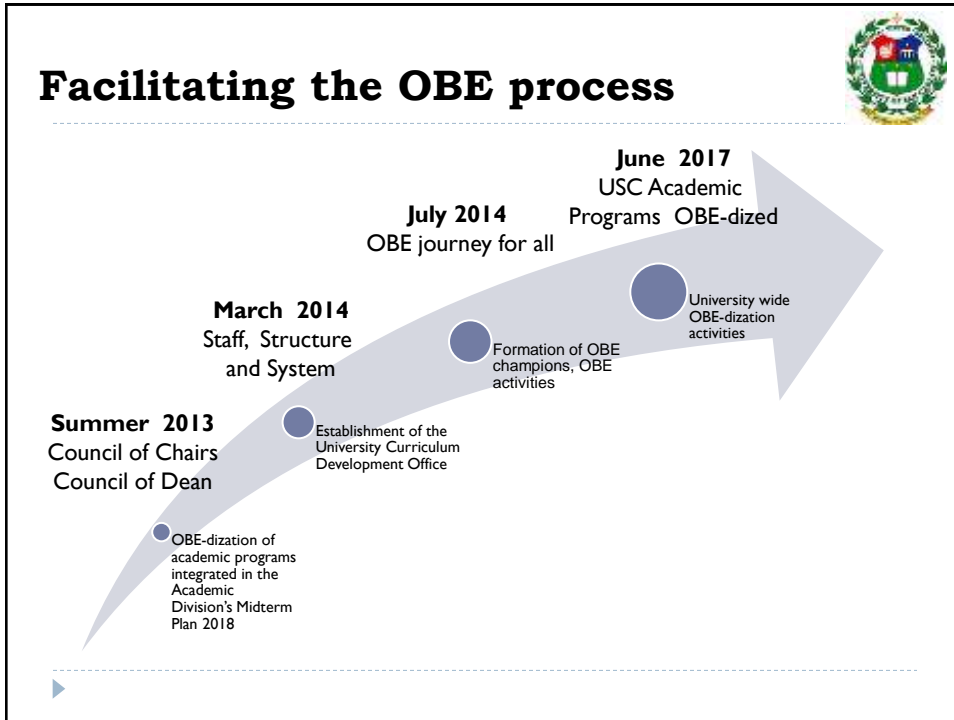 Facilitating the OBE process
June 2017
USC Academic
Programs OBE-dized
July 2014
OBE journey for all
University wide
OBE-dization
activities
March 2014
Staff, Structure
and System
Formation of OBE
champions, OBE
activities
Summer 2013
Council of Chairs
Council of Dean
Establishment of the
University Curriculum
Development Office
OBE-dization of
academic programs
integrated in the
Academic
Division's Midterm
Plan 2018